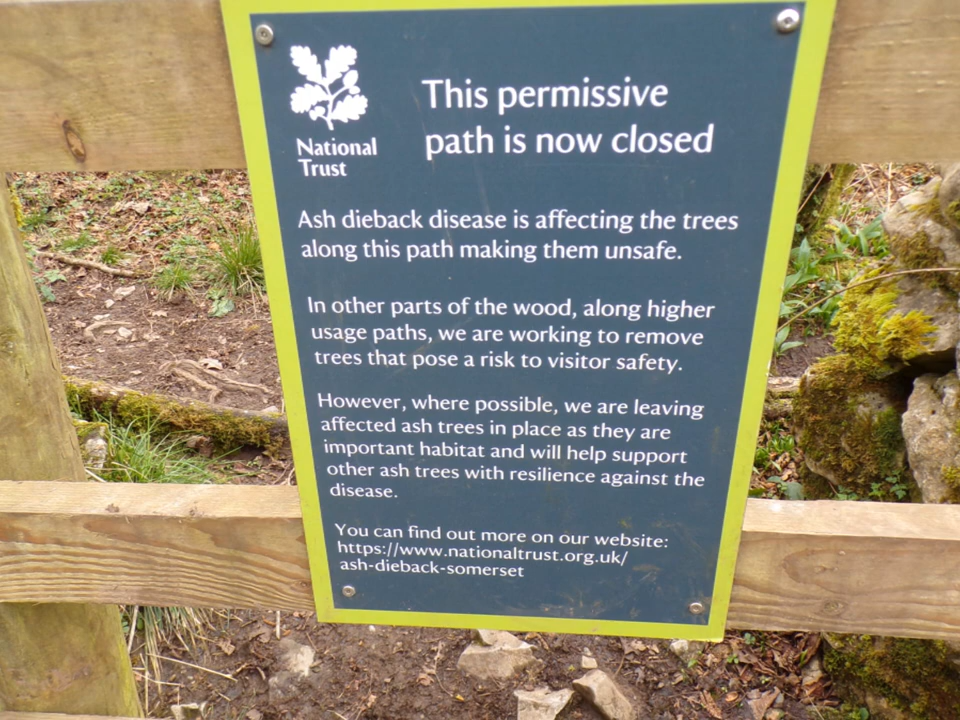 National
Trust
This permissive
path is now closed
Ash dieback disease is affecting the trees
along this path making them unsafe.
In other parts of the wood, along higher
usage paths, we are working to remove
trees that pose a risk to visitor safety.
However, where possible, we are leaving
affected ash trees in place as they are
important habitat and will help support
other ash trees with resilience against the
disease.
You can find out more on our website:
https://www.nationaltrust.org.uk/
ash-dieback-somerset